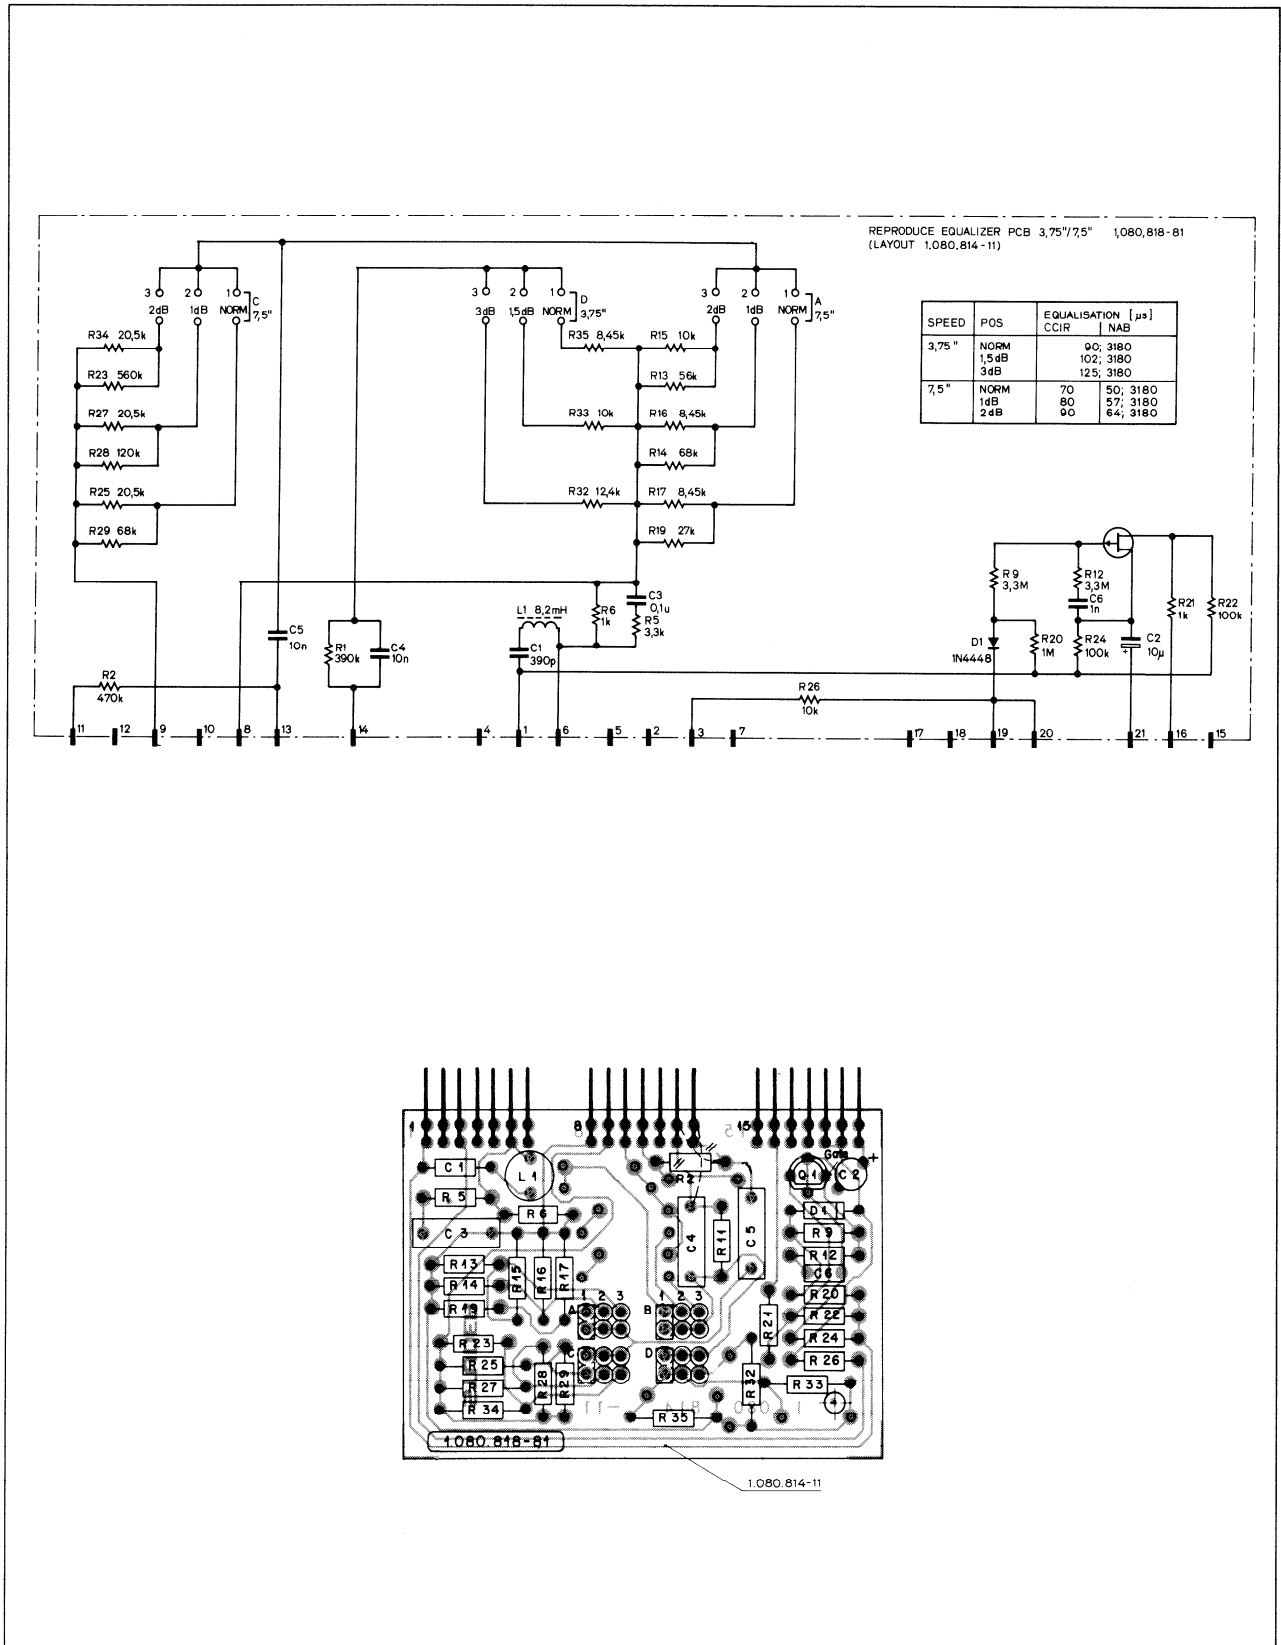 REPRODUCE EQUALIZER PCB 3,75"/7,5" 1,080,818-81
(LAYOUT 1.080.814-11)
3 2 1 C
2dB 1dB NORM 7,5"
3 2 1 D
3dB 1,5dB NORM 3,75"
3 2 1 A
2dB 1dB NORM 7,5"
SPEED POS EQUALISATION [µs]
CCIR NAB
3,75" NORM 90; 3180
1,5dB 102; 3180
3dB 125; 3180
7,5" NORM 70 50; 3180
1dB 80 57; 3180
2dB 90 64; 3180
R34 20,5k
R23 560k
R27 20,5k
R28 120k
R25 20,5k
R29 68k
R35 8,45k
R33 10k
R32 12,4k
R15 10k
R13 56k
R16 8,45k
R14 68k
R17 8,45k
R19 27k
R2
470k
C5
10n
R1
390k
C4
10n
L1 8,2mH
C1
390p
R6
1k
C3
0,1u
R5
3,3k
R26
10k
R9
3,3M
D1
1N4448
R20
1M
R12
3,3M
C6
1n
R24
100k
C2
+ 10µ
R21
1k
R22
100k
11 12 9 10 8 13 14 4 1 6 5 2 3 7 17 18 19 20 21 16 15
1 8 15
C1
L1
R2
Gate
Q1
C2 +
R5
R6
C3
C4
R11
C5
D1
R9
R12
C6
R13
R14
R19
R15
R16
R17
1 2 3
A
B 1 2 3
R20
R21
R22
R24
R26
R23
R25
R27
R34
R28
R29
C
D
R32
R33
R35
4
1.080.814-11
1.080.818-81
1.080.814-11